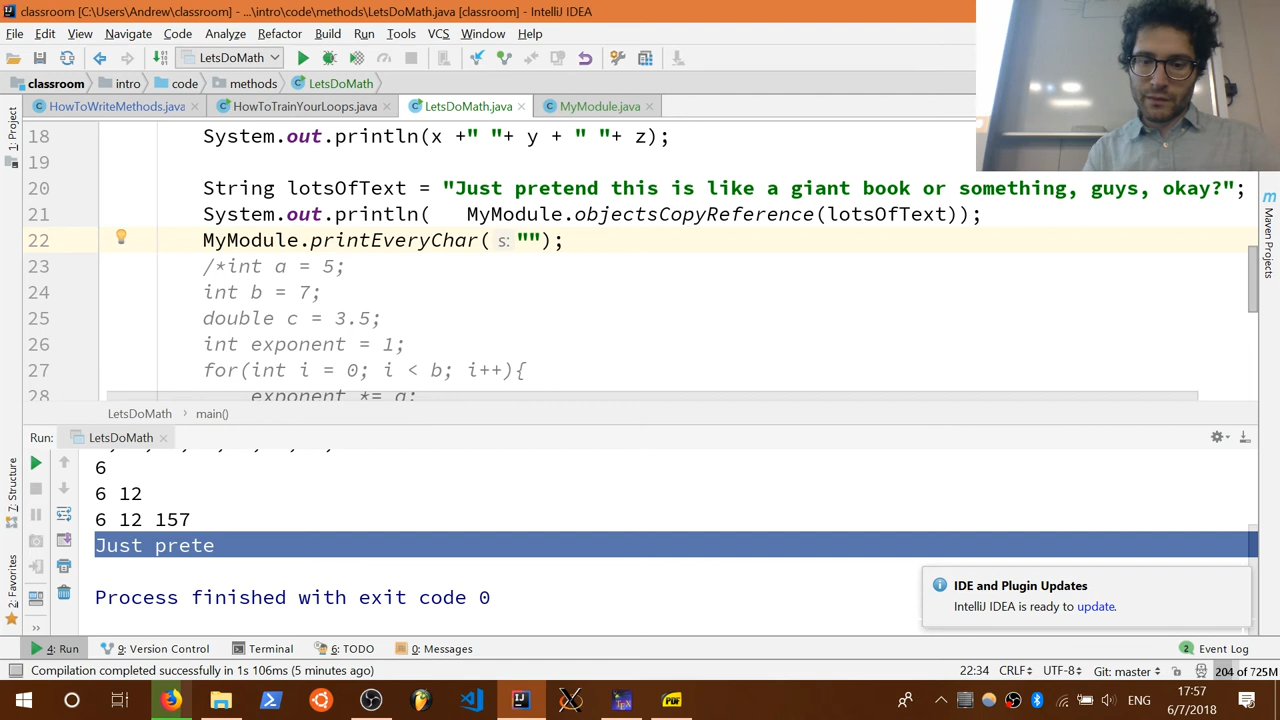 classroom [C:\Users\Andrew\classroom] - ...\intro\code\methods\LetsDoMath.java [classroom] - IntelliJ IDEA
File Edit View Navigate Code Analyze Refactor Build Run Tools VCS Window Help
LetsDoMath
classroom intro code methods LetsDoMath
HowToWriteMethods.java HowToTrainYourLoops.java LetsDoMath.java MyModule.java
1: Project
18 System.out.println(x +" "+ y + " "+ z);
19
20 String lotsOfText = "Just pretend this is like a giant book or something, guys, okay?";
21 System.out.println( MyModule.objectsCopyReference(lotsOfText));
22 MyModule.printEveryChar( s: "");
23 /*int a = 5;
24 int b = 7;
25 double c = 3.5;
26 int exponent = 1;
27 for(int i = 0; i < b; i++){
28 exponent *= a;
Maven Projects
LetsDoMath main()
Run: LetsDoMath
6
6 12
6 12 157
Just prete
Process finished with exit code 0
7: Structure
2: Favorites
IDE and Plugin Updates
IntelliJ IDEA is ready to update.
4: Run 9: Version Control Terminal 6: TODO 0: Messages 2 Event Log
Compilation completed successfully in 1s 106ms (5 minutes ago) 22:34 CRLF UTF-8 Git: master 204 of 725M
ENG 17:57
6/7/2018